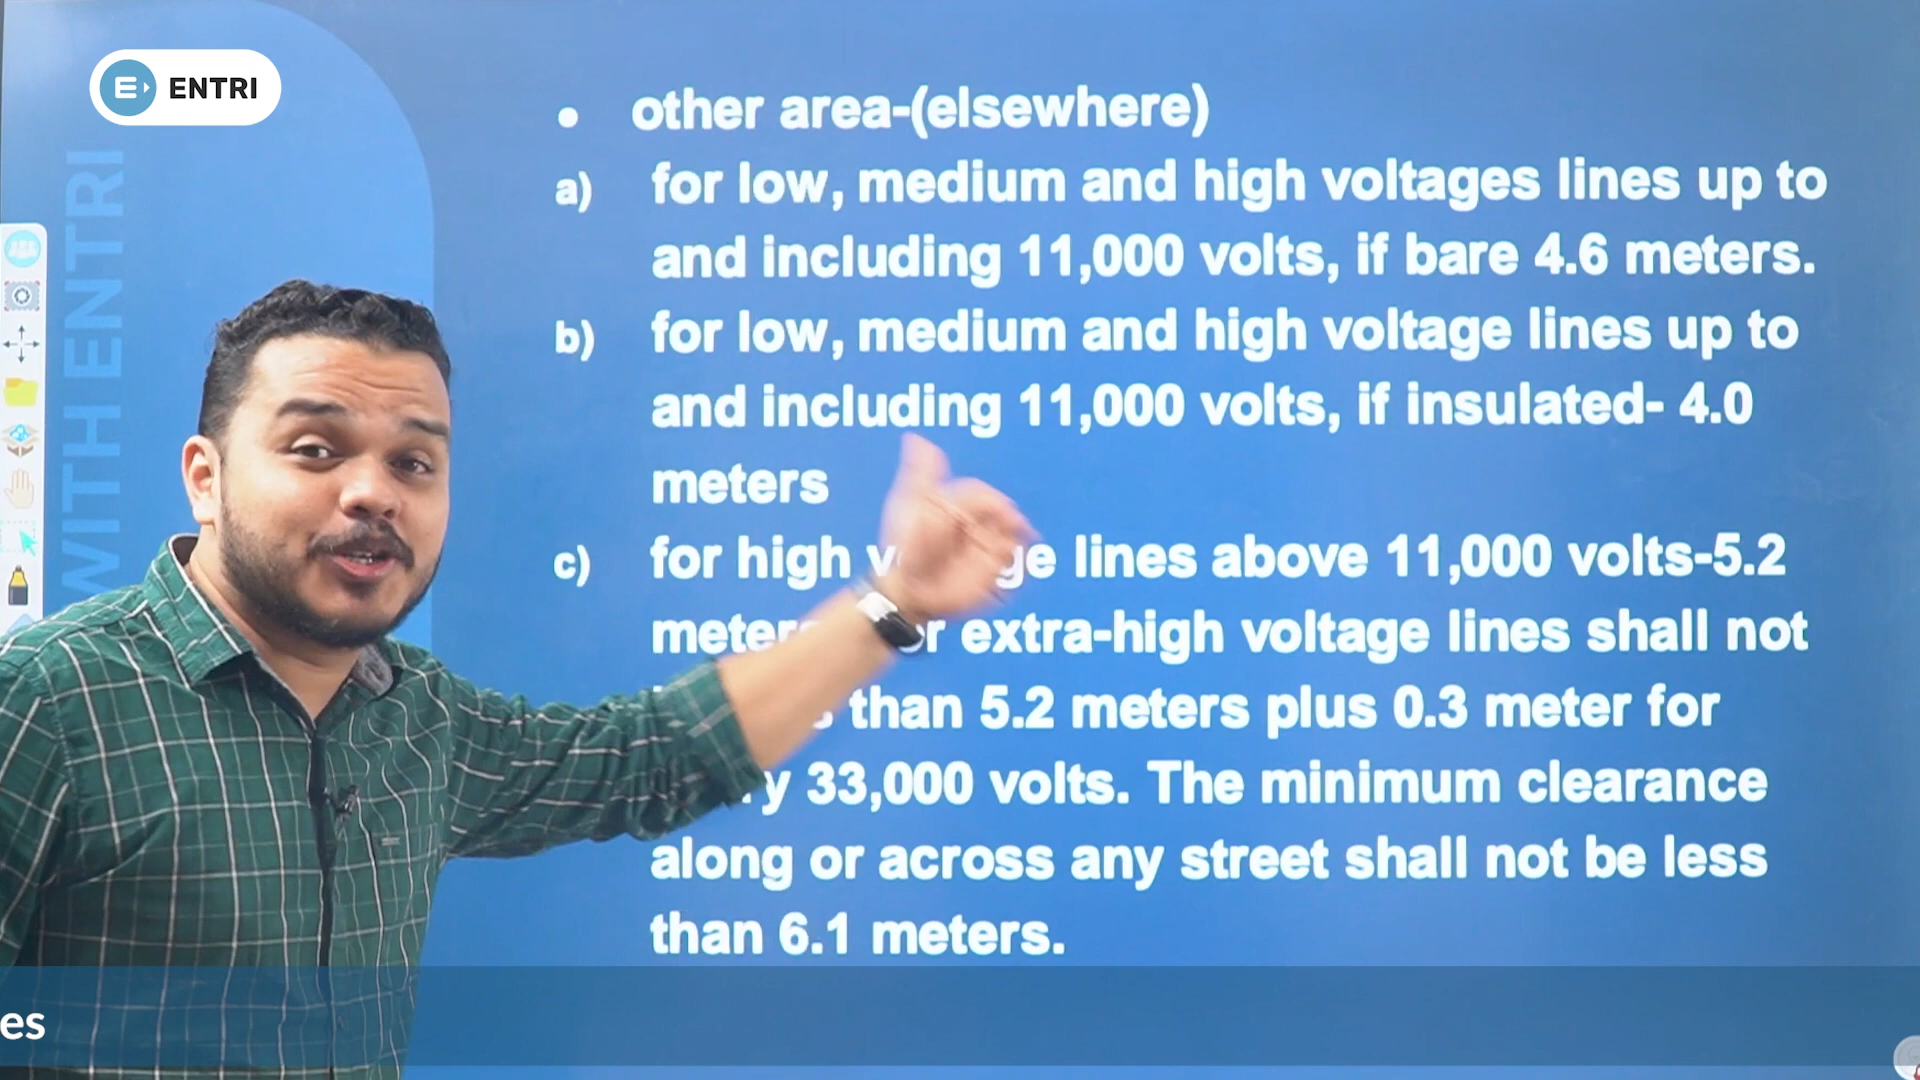 ENTRI
WITH ENTRI
• other area-(elsewhere)
a) for low, medium and high voltages lines up to
and including 11,000 volts, if bare 4.6 meters.
b) for low, medium and high voltage lines up to
and including 11,000 volts, if insulated- 4.0
meters
c) for high lines above 11,000 volts-5.2
extra-high voltage lines shall not
than 5.2 meters plus 0.3 meter for
33,000 volts. The minimum clearance
along or across any street shall not be less
than 6.1 meters.
es